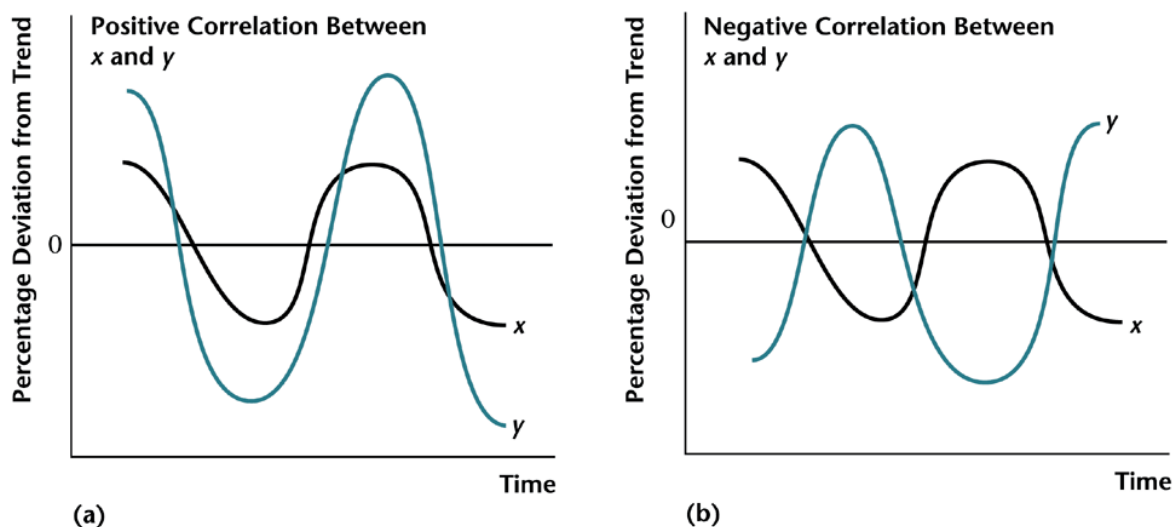 Positive Correlation Between
x and y
Percentage Deviation from Trend
0
x
y
Time
(a)
Negative Correlation Between
x and y
Percentage Deviation from Trend
0
y
x
Time
(b)